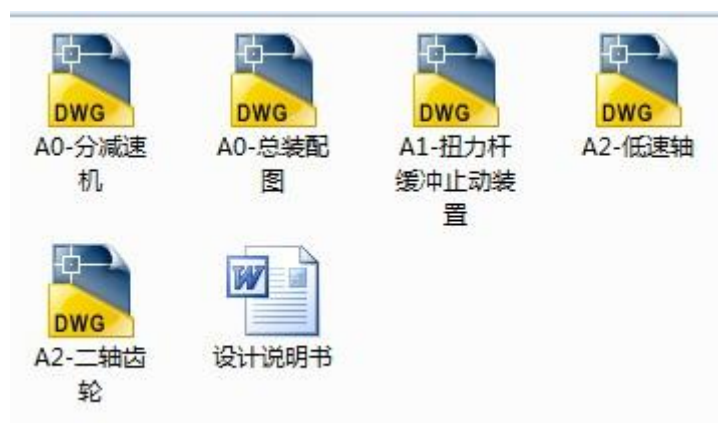 DWG
DWG
DWG
DWG
A0-分减速
机
A0-总装配
图
A1-扭力杆
缓冲止动装
置
A2-低速轴
DWG
W
A2-二轴齿
轮
设计说明书